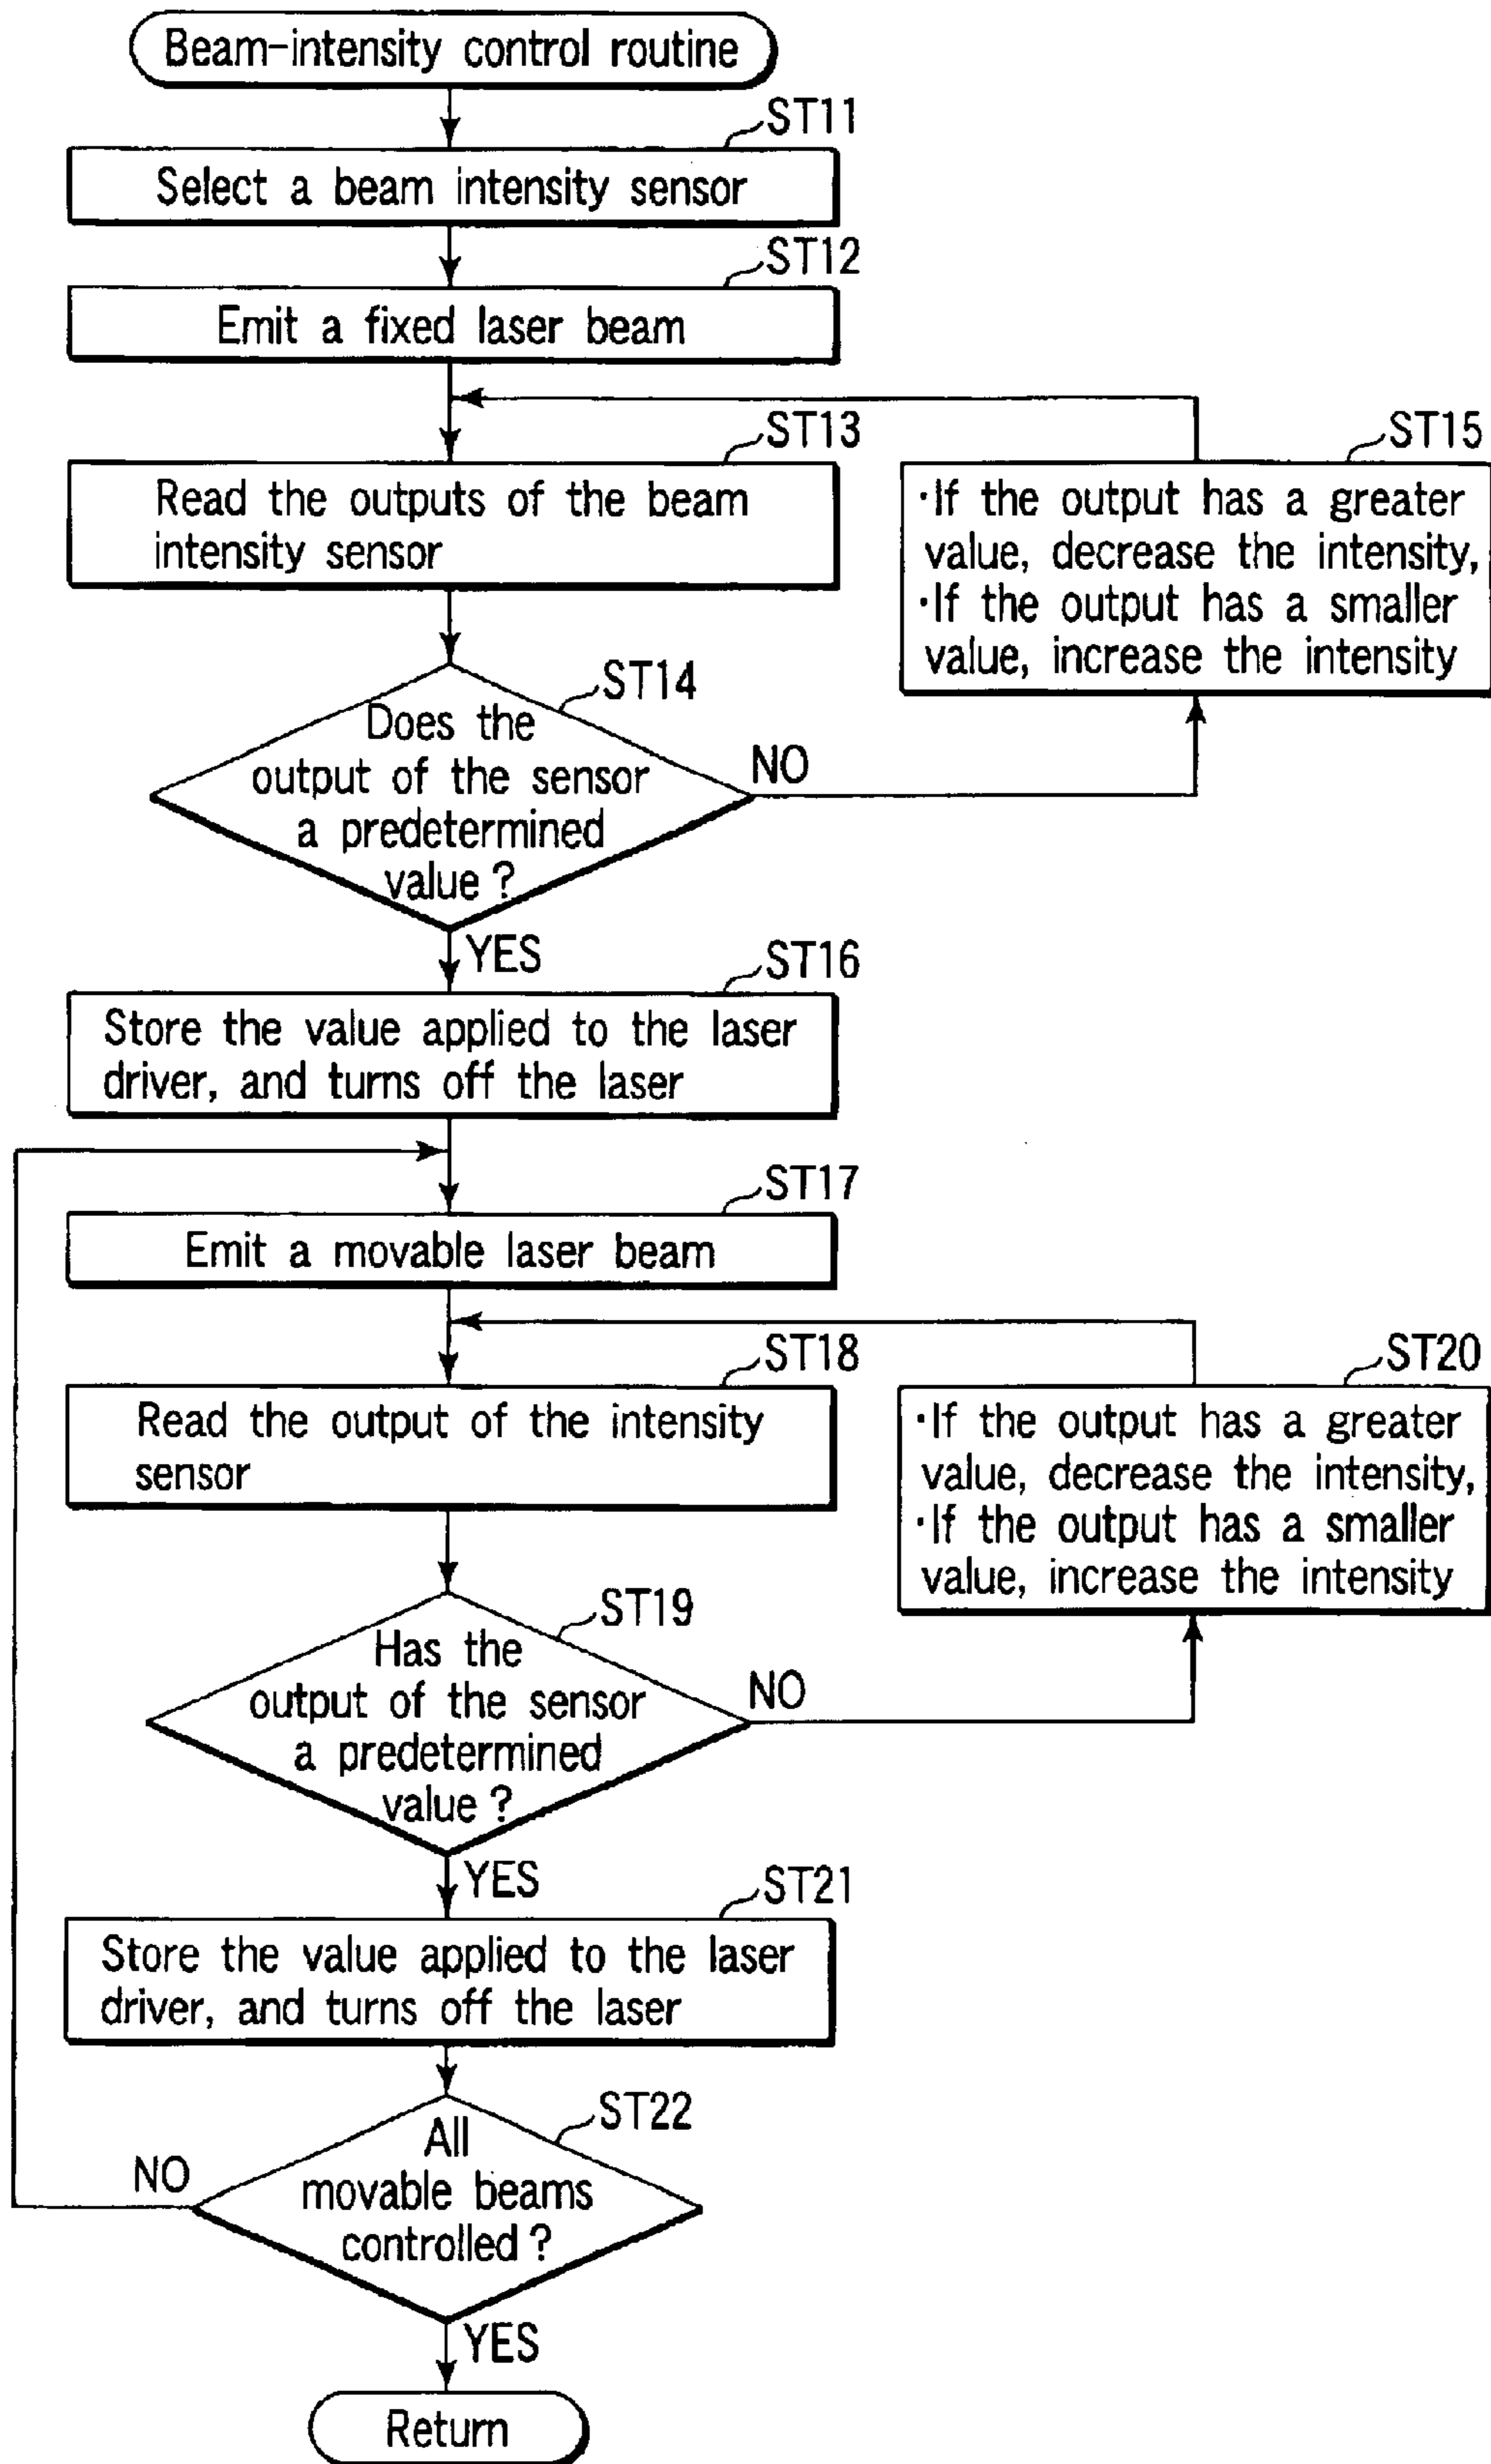 Beam-intensity control routine
ST11
Select a beam intensity sensor
ST12
Emit a fixed laser beam
ST13
Read the outputs of the beam
intensity sensor
ST15
·If the output has a greater
value, decrease the intensity,
·If the output has a smaller
value, increase the intensity
ST14
Does the
output of the sensor
a predetermined
value?
NO
YES
ST16
Store the value applied to the laser
driver, and turns off the laser
ST17
Emit a movable laser beam
ST18
Read the output of the intensity
sensor
ST20
·If the output has a greater
value, decrease the intensity,
·If the output has a smaller
value, increase the intensity
ST19
Has the
output of the sensor
a predetermined
value?
NO
YES
ST21
Store the value applied to the laser
driver, and turns off the laser
ST22
All
movable beams
controlled?
NO
YES
Return